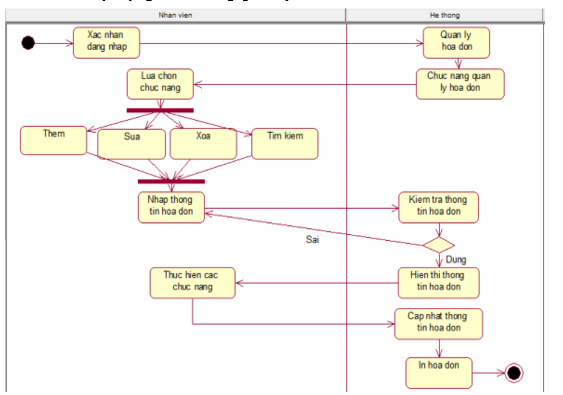 Nhan vien
He thong
Xac nhan
dang nhap
Quan ly
hoa don
Lua chon
chuc nang
Chuc nang quan
ly hoa don
Them
Sua
Xoa
Tim kiem
Nhap thong
tin hoa don
Kiem tra thong
tin hoa don
Sai
Dung
Thuc hien cac
chuc nang
Hien thi thong
tin hoa don
Cap nhat thong
tin hoa don
In hoa don